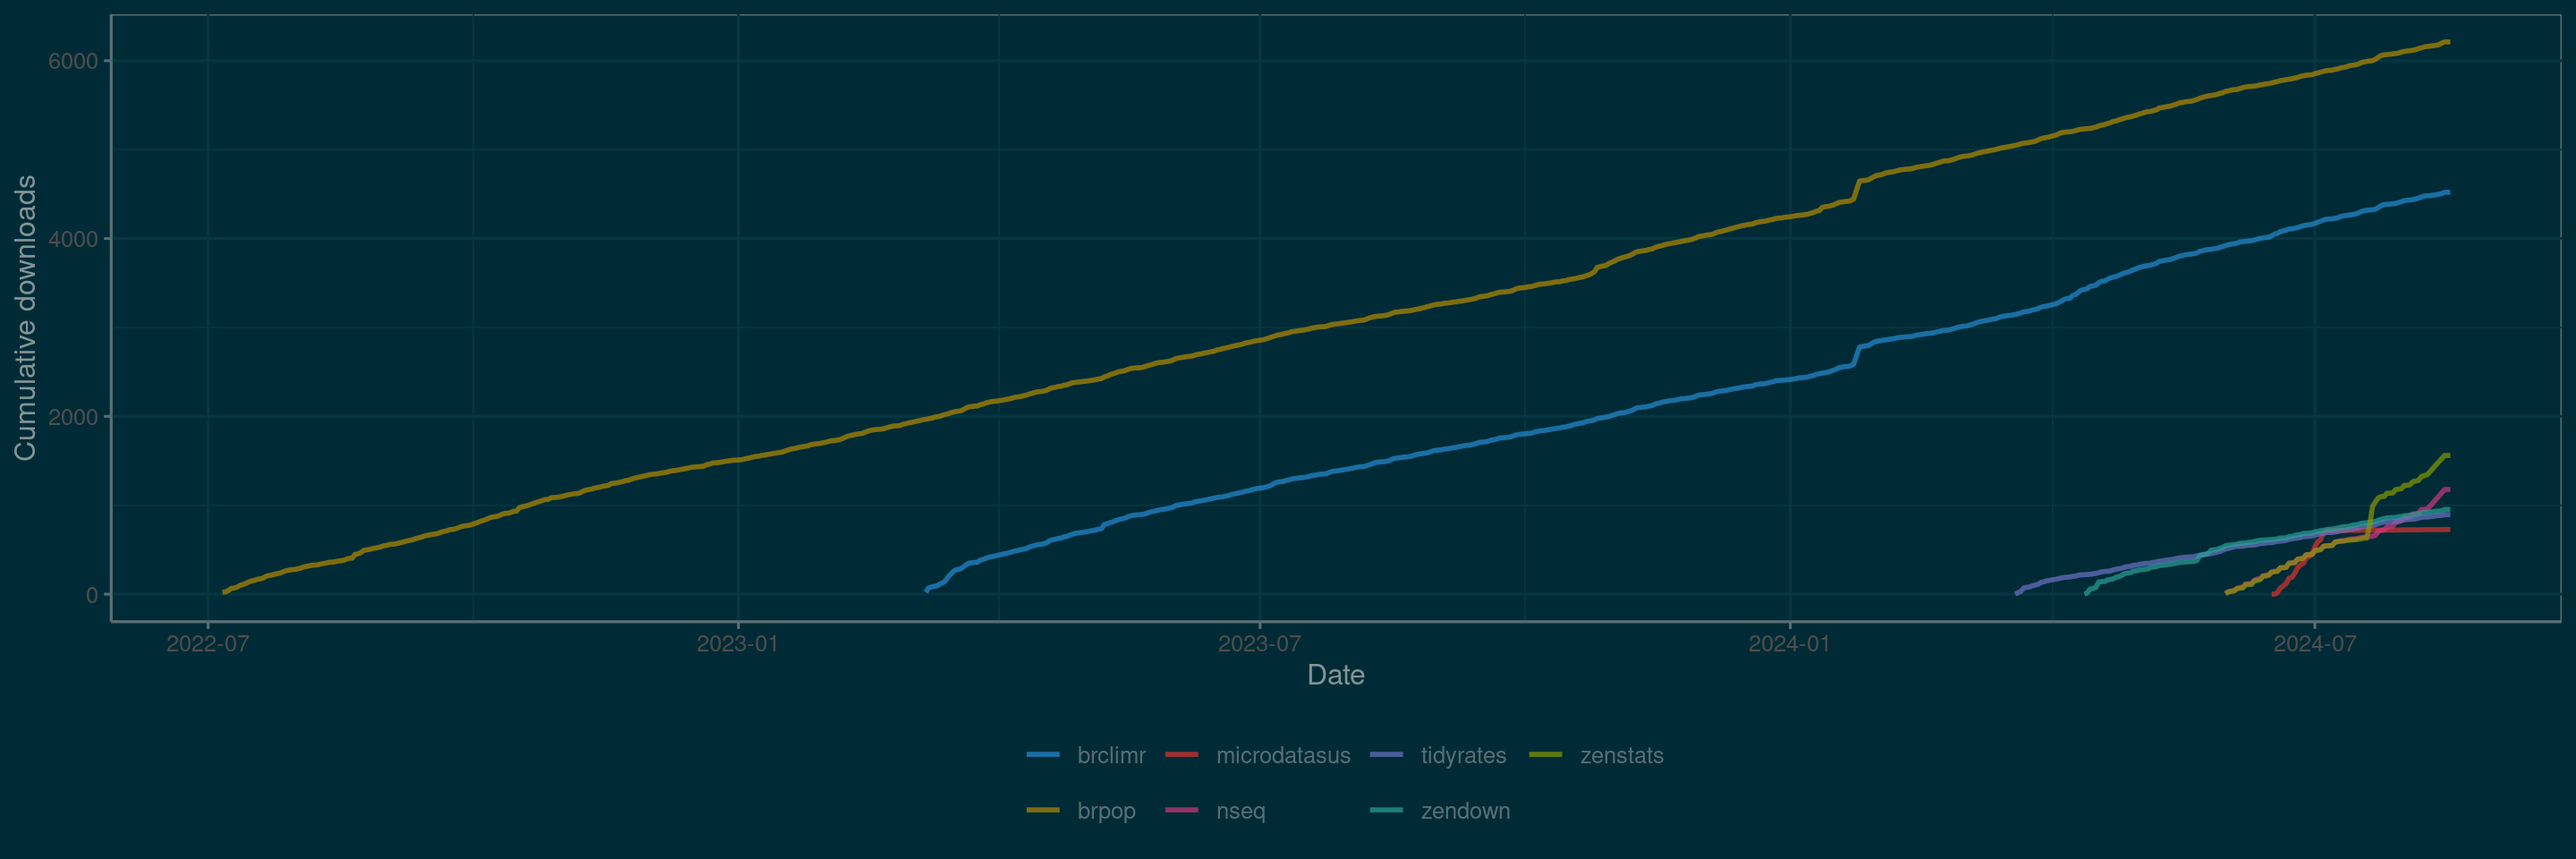 6000
4000
2000
0
Cumulative downloads
2022-07 2023-01 2023-07 2024-01 2024-07
Date
brclimr microdatasus tidyrates zenstats
brpop nseq zendown